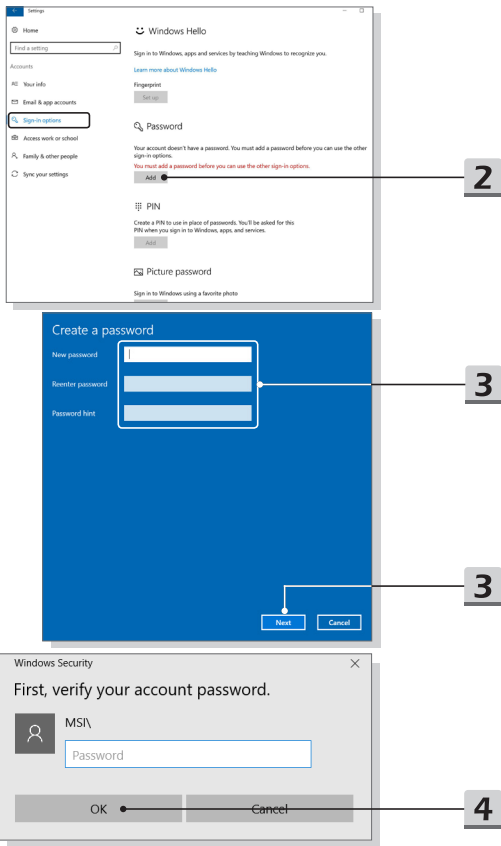 Settings
Home
Find a setting
Accounts
Your info
Email & app accounts
Sign-in options
Access work or school
Family & other people
Sync your settings
Windows Hello
Sign in to Windows, apps and services by teaching Windows to recognize you.
Learn more about Windows Hello
Fingerprint
Set up
Password
Your account doesn't have a password. You must add a password before you can use the other
sign-in options.
You must add a password before you can use the other sign-in options.
Add
2
PIN
Create a PIN to use in place of passwords. You'll be asked for this
PIN when you sign in to Windows, apps, and services.
Add
Picture password
Sign in to Windows using a favorite photo
Create a password
New password
Reenter password
3
Password hint
3
Next
Cancel
Windows Security
First, verify your account password.
MSI\
Password
OK
Cancel
4